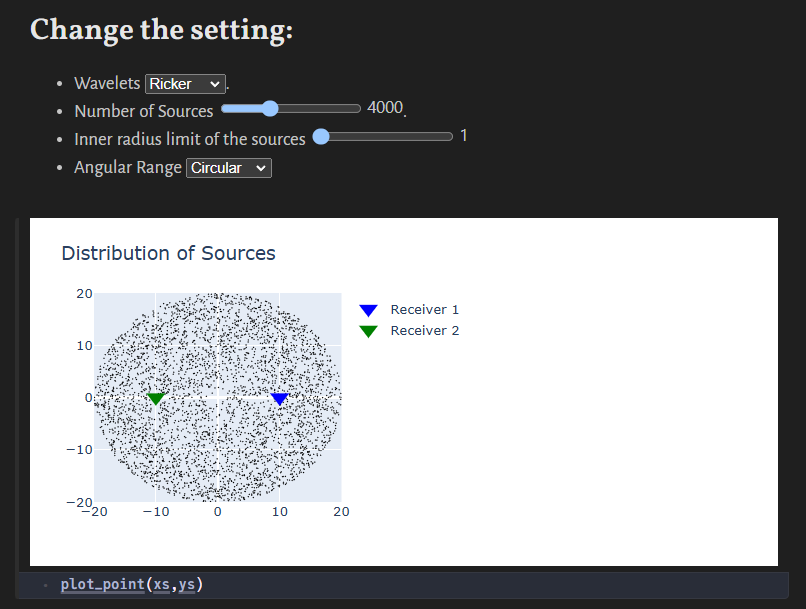 Change the setting:
Wavelets Ricker.
Number of Sources 4000.
Inner radius limit of the sources 1
Angular Range Circular
Distribution of Sources
20
10
0
−10
−20
−20 −10 0 10 20
Receiver 1
Receiver 2
plot_point(xs,ys)